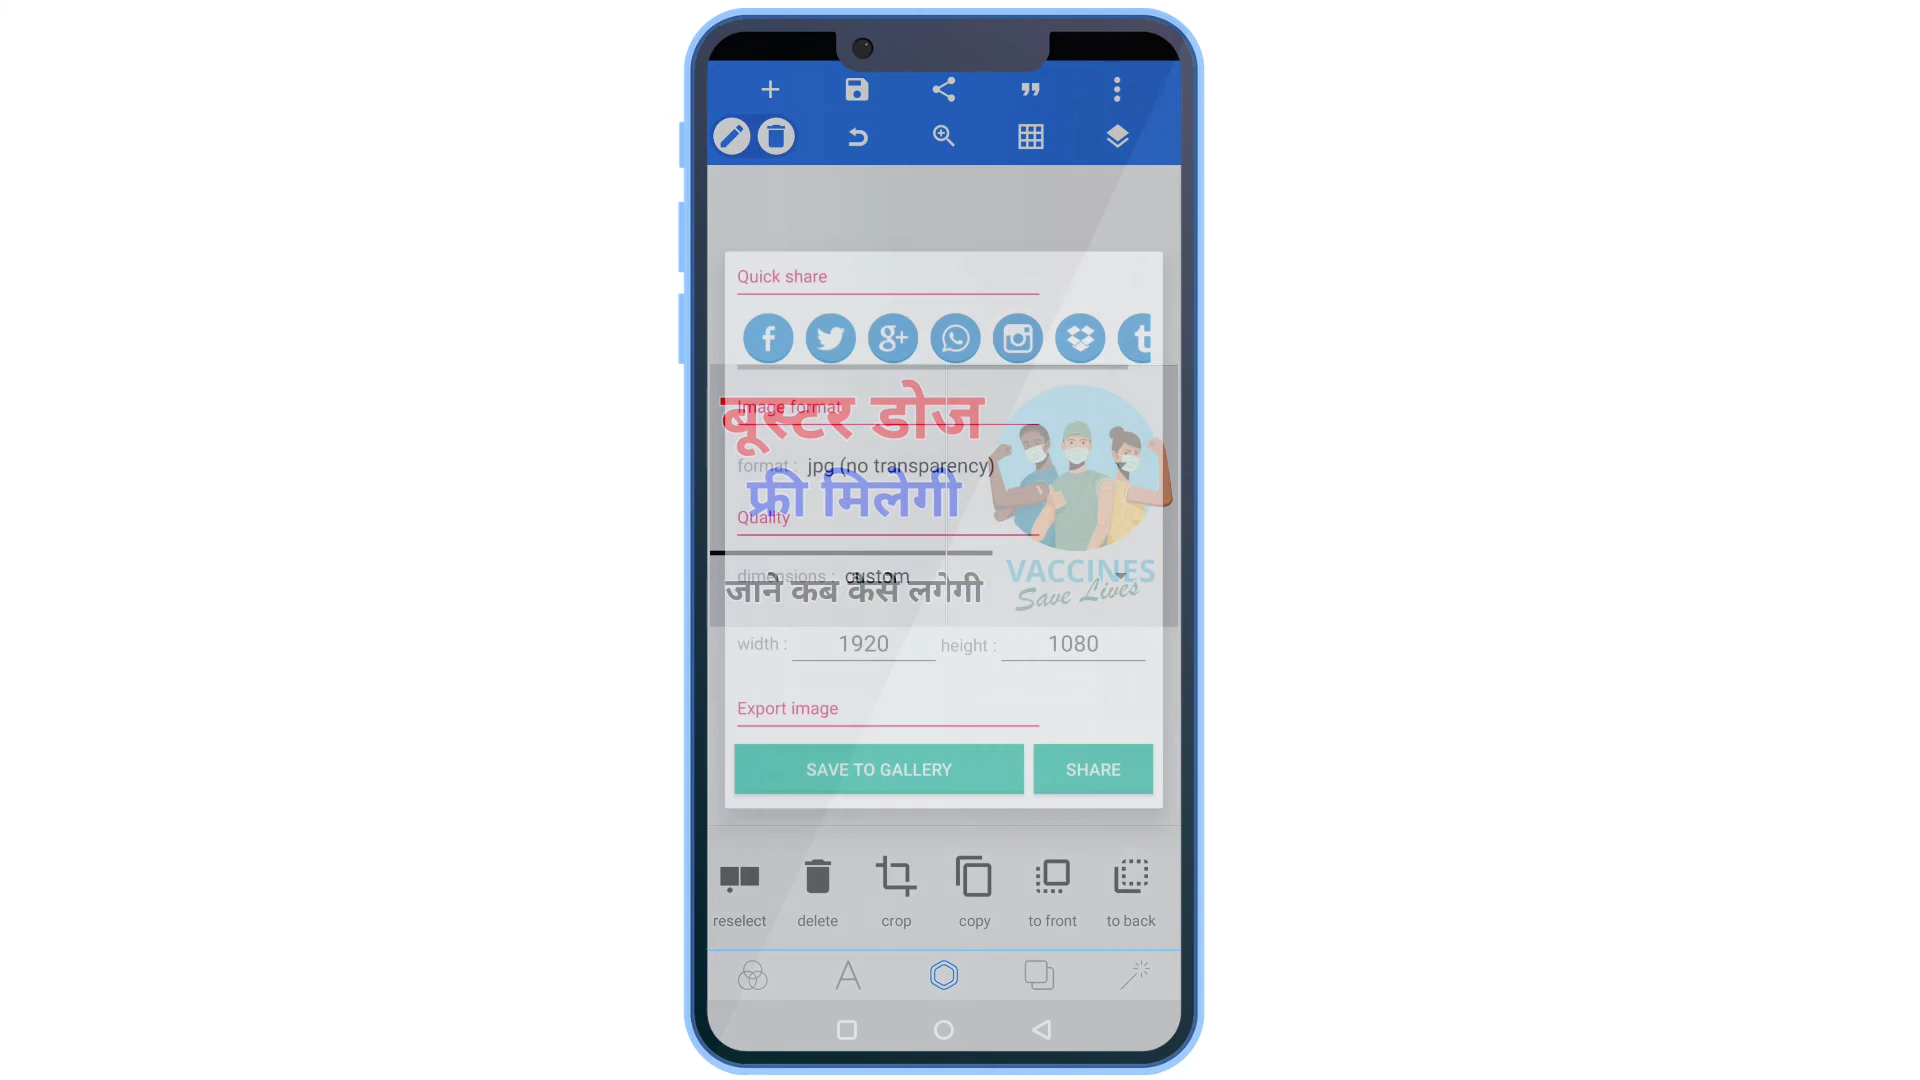 Quick share
Image format
बूस्टर डोज
format : jpg (no transparency)
फ्री मिलेगी
Quality
dimensions : custom
जाने कब कैसे लगेगी
VACCINES
Save Lives
width : 1920 height : 1080
Export image
SAVE TO GALLERY SHARE
reselect delete crop copy to front to back